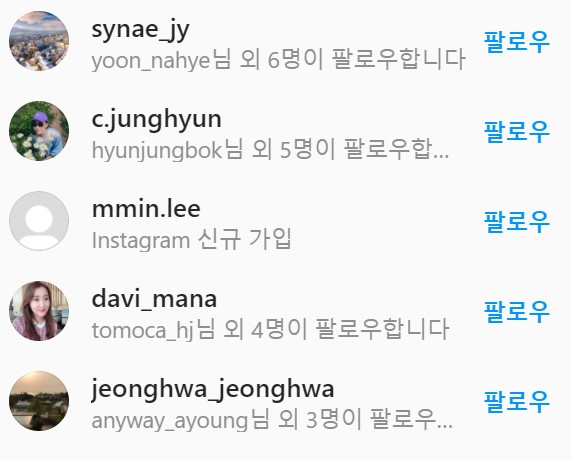 synae_jy
yoon_nahye님 외 6명이 팔로우합니다
팔로우
c.junghyun
hyunjungbok님 외 5명이 팔로우합...
팔로우
mmin.lee
Instagram 신규 가입
팔로우
davi_mana
tomoca_hj님 외 4명이 팔로우합니다
팔로우
jeonghwa_jeonghwa
anyway_ayoung님 외 3명이 팔로우...
팔로우